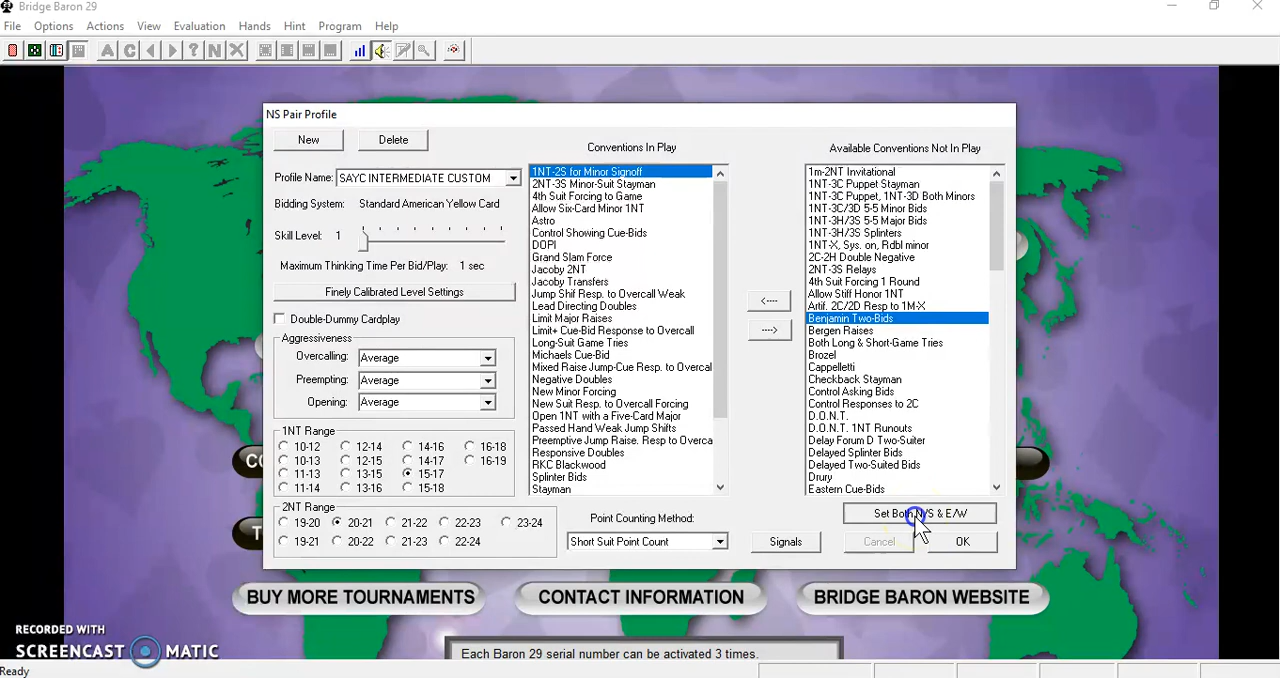 Bridge Baron 29
File Options Actions View Evaluation Hands Hint Program Help
A C ? N X
NS Pair Profile
New Delete
Profile Name: SAYC INTERMEDIATE CUSTOM
Bidding System: Standard American Yellow Card
Skill Level: 1
Maximum Thinking Time Per Bid/Play: 1 sec
Finely Calibrated Level Settings
Double-Dummy Cardplay
Aggressiveness
Overcalling: Average
Preempting: Average
Opening: Average
1NT Range
10-12 12-14 14-16 16-18
10-13 12-15 14-17 16-19
11-13 13-15 15-17
11-14 13-16 15-18
2NT Range
19-20 20-21 21-22 22-23 23-24
19-21 20-22 21-23 22-24
Conventions In Play
1NT-2S for Minor Signoff
2NT-3S Minor-Suit Stayman
4th Suit Forcing to Game
Allow Six-Card Minor 1NT
Astro
Control Showing Cue-Bids
DOPI
Grand Slam Force
Jacoby 2NT
Jacoby Transfers
Jump Shif Resp. to Overcall Weak
Lead Directing Doubles
Limit Major Raises
Limit+ Cue-Bid Response to Overcall
Long-Suit Game Tries
Michaels Cue-Bid
Mixed Raise Jump-Cue Resp. to Overcal
Negative Doubles
New Minor Forcing
New Suit Resp. to Overcall Forcing
Open 1NT with a Five-Card Major
Passed Hand Weak Jump Shifts
Preemptive Jump Raise. Resp to Overca
Responsive Doubles
RKC Blackwood
Splinter Bids
Stayman
Point Counting Method:
Short Suit Point Count
<----
---->
Available Conventions Not In Play
1m-2NT Invitational
1NT-3C Puppet Stayman
1NT-3C Puppet, 1NT-3D Both Minors
1NT-3C/3D 5-5 Minor Bids
1NT-3H/3S 5-5 Major Bids
1NT-3H/3S Splinters
1NT-X, Sys. on, Rdbl minor
2C-2H Double Negative
2NT-3S Relays
4th Suit Forcing 1 Round
Allow Stiff Honor 1NT
Artif. 2C/2D Resp to 1M-X
Benjamin Two-Bids
Bergen Raises
Both Long & Short-Game Tries
Brozel
Cappelletti
Checkback Stayman
Control Asking Bids
Control Responses to 2C
D.O.N.T.
D.O.N.T. 1NT Runouts
Delay Forum D Two-Suiter
Delayed Splinter Bids
Delayed Two-Suited Bids
Drury
Eastern Cue-Bids
Set Both N/S & E/W
Signals Cancel OK
BUY MORE TOURNAMENTS CONTACT INFORMATION BRIDGE BARON WEBSITE
Each Baron 29 serial number can be activated 3 times.
RECORDED WITH
SCREENCAST MATIC
Ready